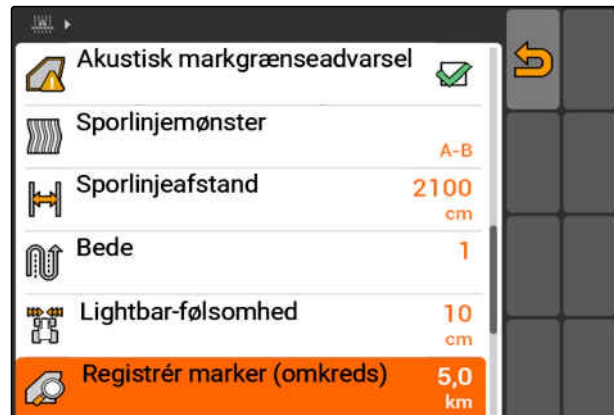 Akustisk markgrænseadvarsel
Sporlinjemønster
A-B
Sporlinjeafstand
2100
cm
Bede
1
Lightbar-følsomhed
10
cm
Registrér marker (omkreds)
5,0
km